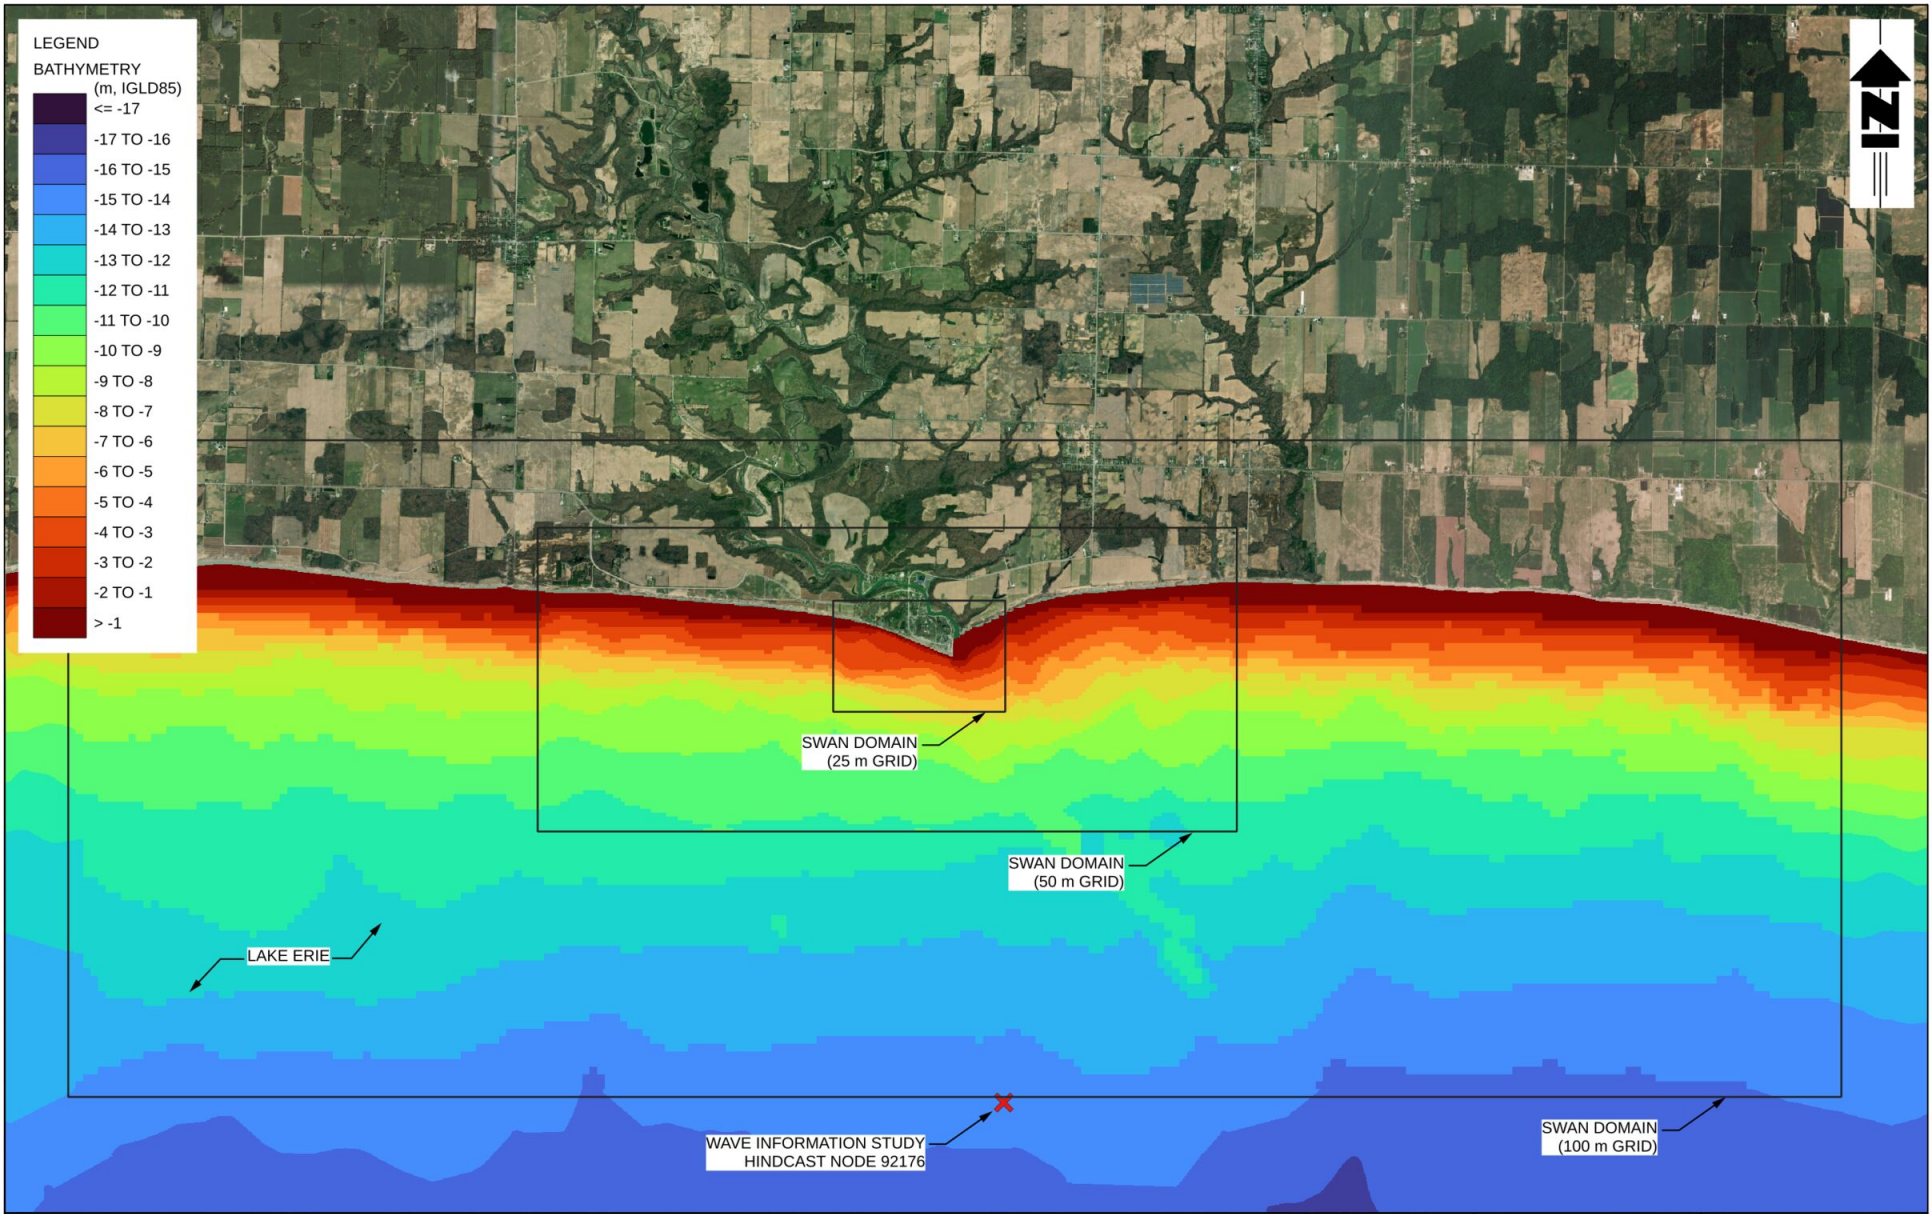 LEGEND
BATHYMETRY
(m, IGLD85)
<= -17
-17 TO -16
-16 TO -15
-15 TO -14
-14 TO -13
-13 TO -12
-12 TO -11
-11 TO -10
-10 TO -9
-9 TO -8
-8 TO -7
-7 TO -6
-6 TO -5
-5 TO -4
-4 TO -3
-3 TO -2
-2 TO -1
> -1
N
SWAN DOMAIN
(25 m GRID)
SWAN DOMAIN
(50 m GRID)
LAKE ERIE
WAVE INFORMATION STUDY
HINDCAST NODE 92176
SWAN DOMAIN
(100 m GRID)